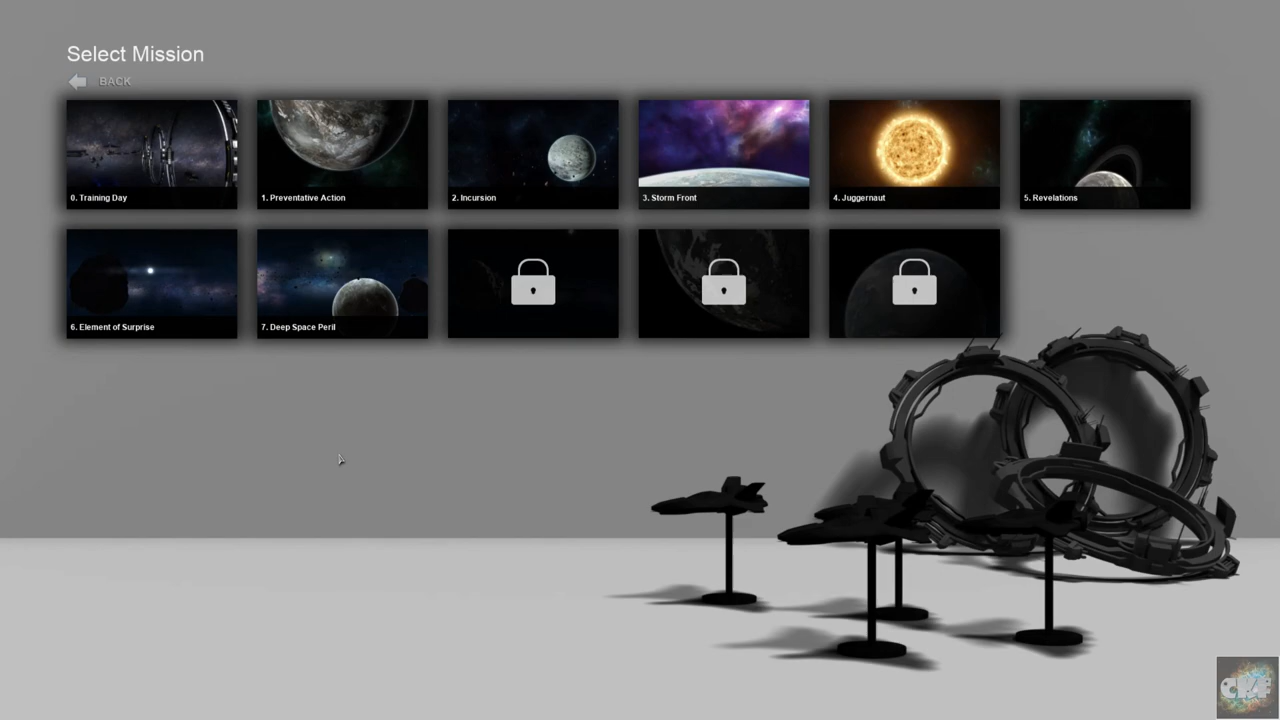 Select Mission
BACK
0. Training Day
1. Preventative Action
2. Incursion
3. Storm Front
4. Juggernaut
5. Revelations
6. Element of Surprise
7. Deep Space Peril
CKF